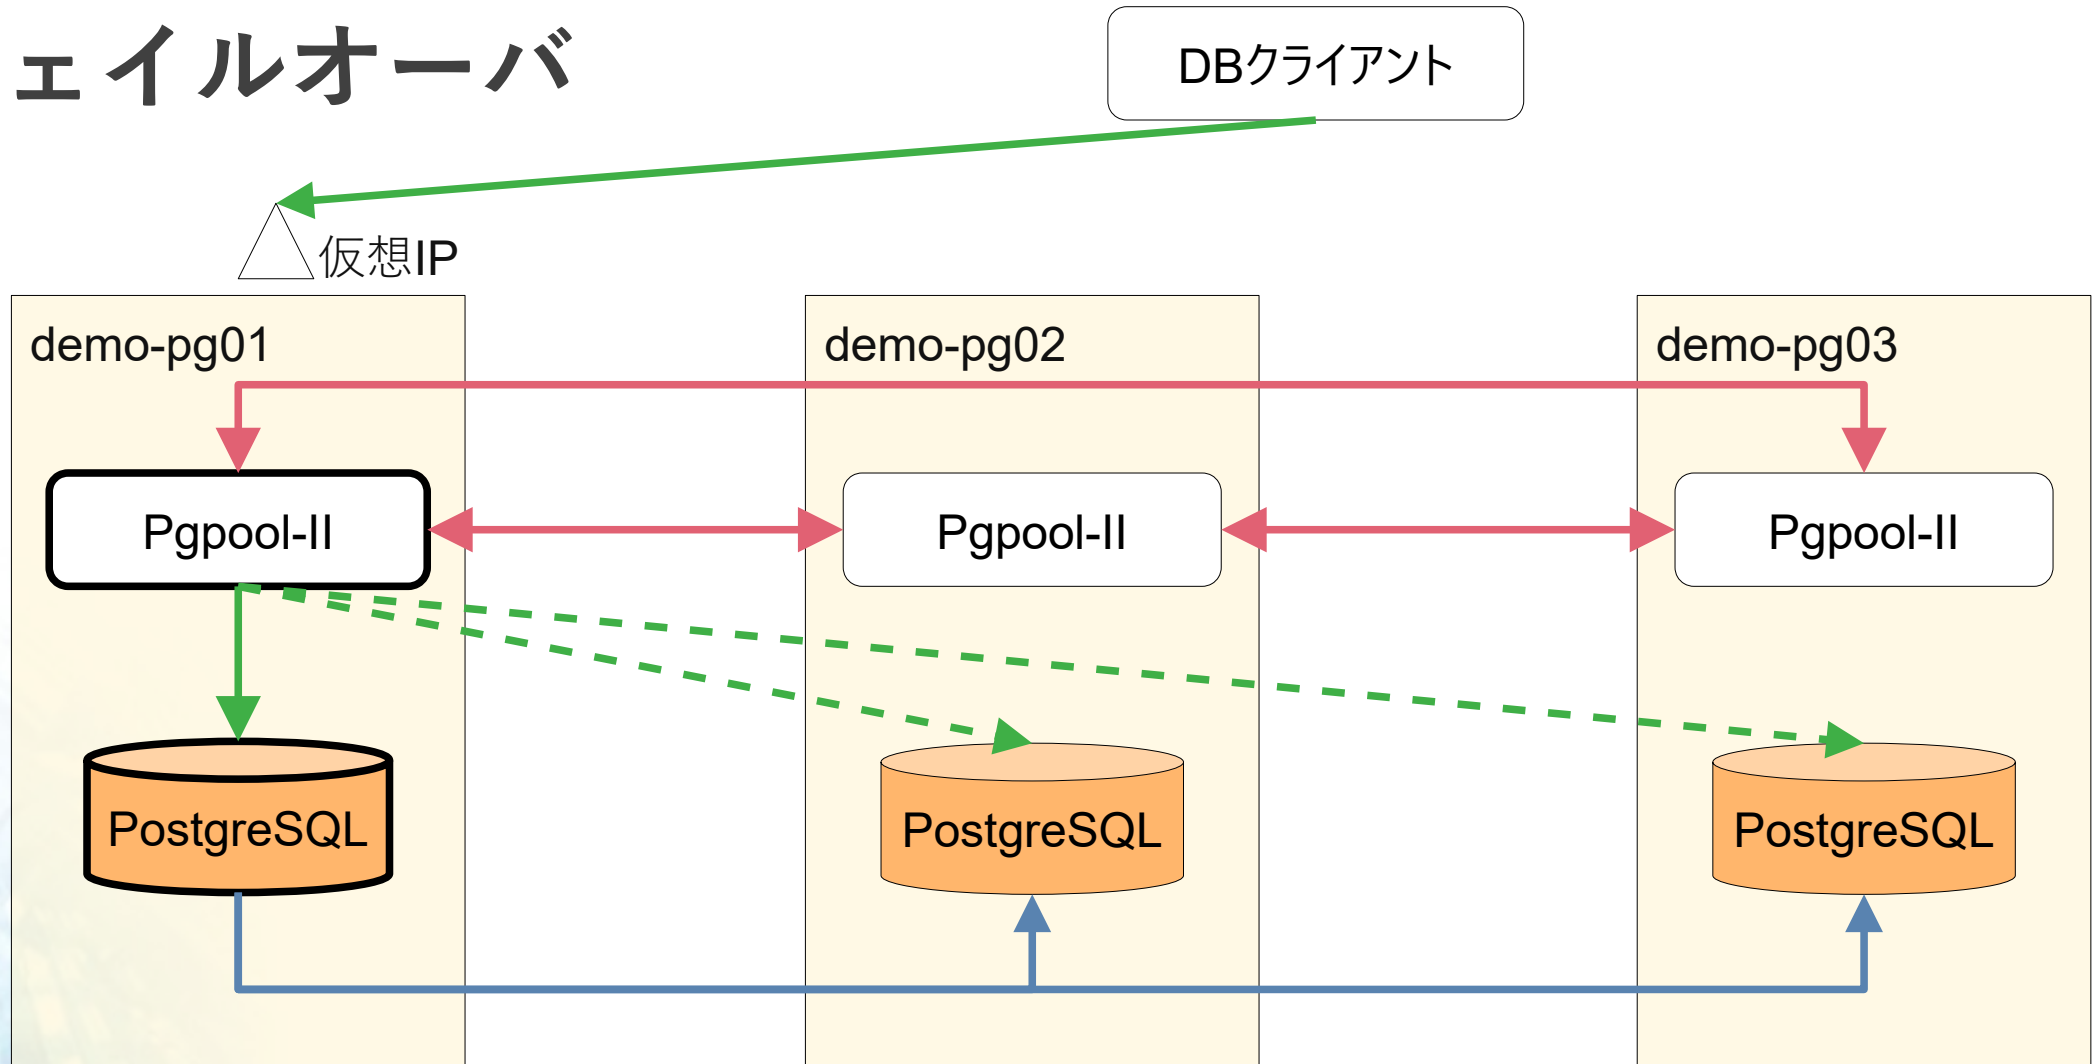 ェイルオーバ
DBクライアント
仮想IP
demo-pg01
demo-pg02
demo-pg03
Pgpool-II
Pgpool-II
Pgpool-II
PostgreSQL
PostgreSQL
PostgreSQL